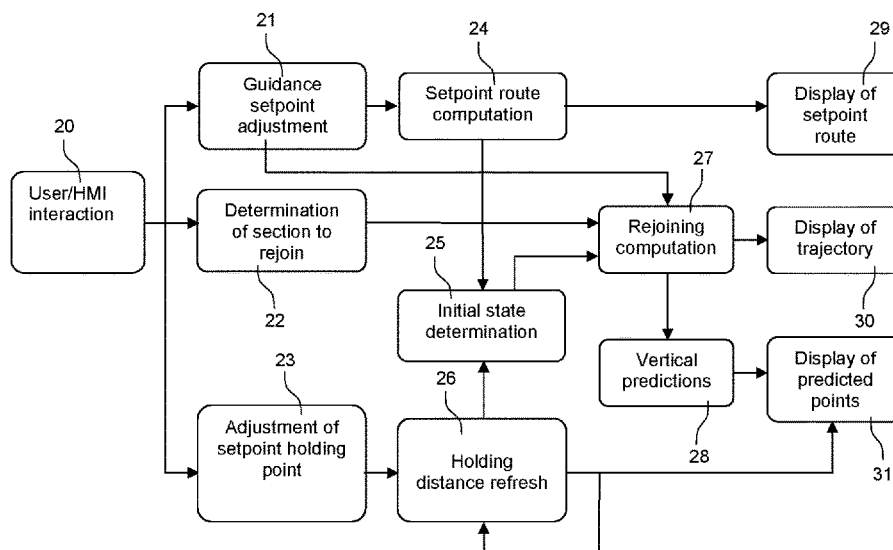 21
Guidance
setpoint
adjustment
24
Setpoint route
computation
29
Display of
setpoint
route
20
User/HMI
interaction
Determination
of section to
rejoin
22
27
Rejoining
computation
Display of
trajectory
30
25
Initial state
determination
23
Adjustment of
setpoint holding
point
26
Holding
distance refresh
Vertical
predictions
28
Display of
predicted
points
31